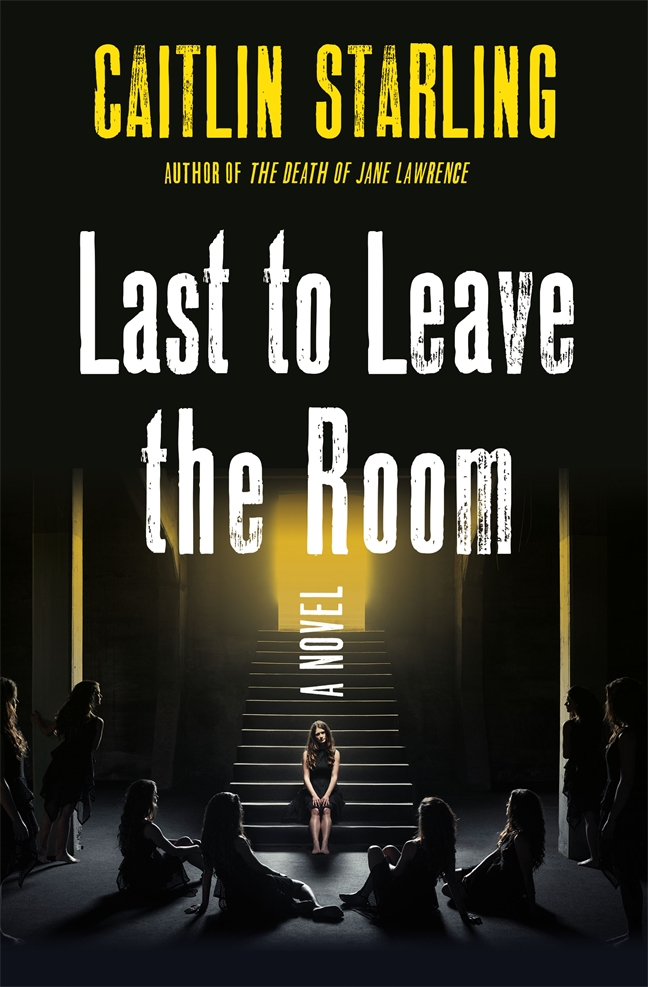 CAITLIN STARLING
AUTHOR OF THE DEATH OF JANE LAWRENCE
Last to Leave
the Room
A NOVEL